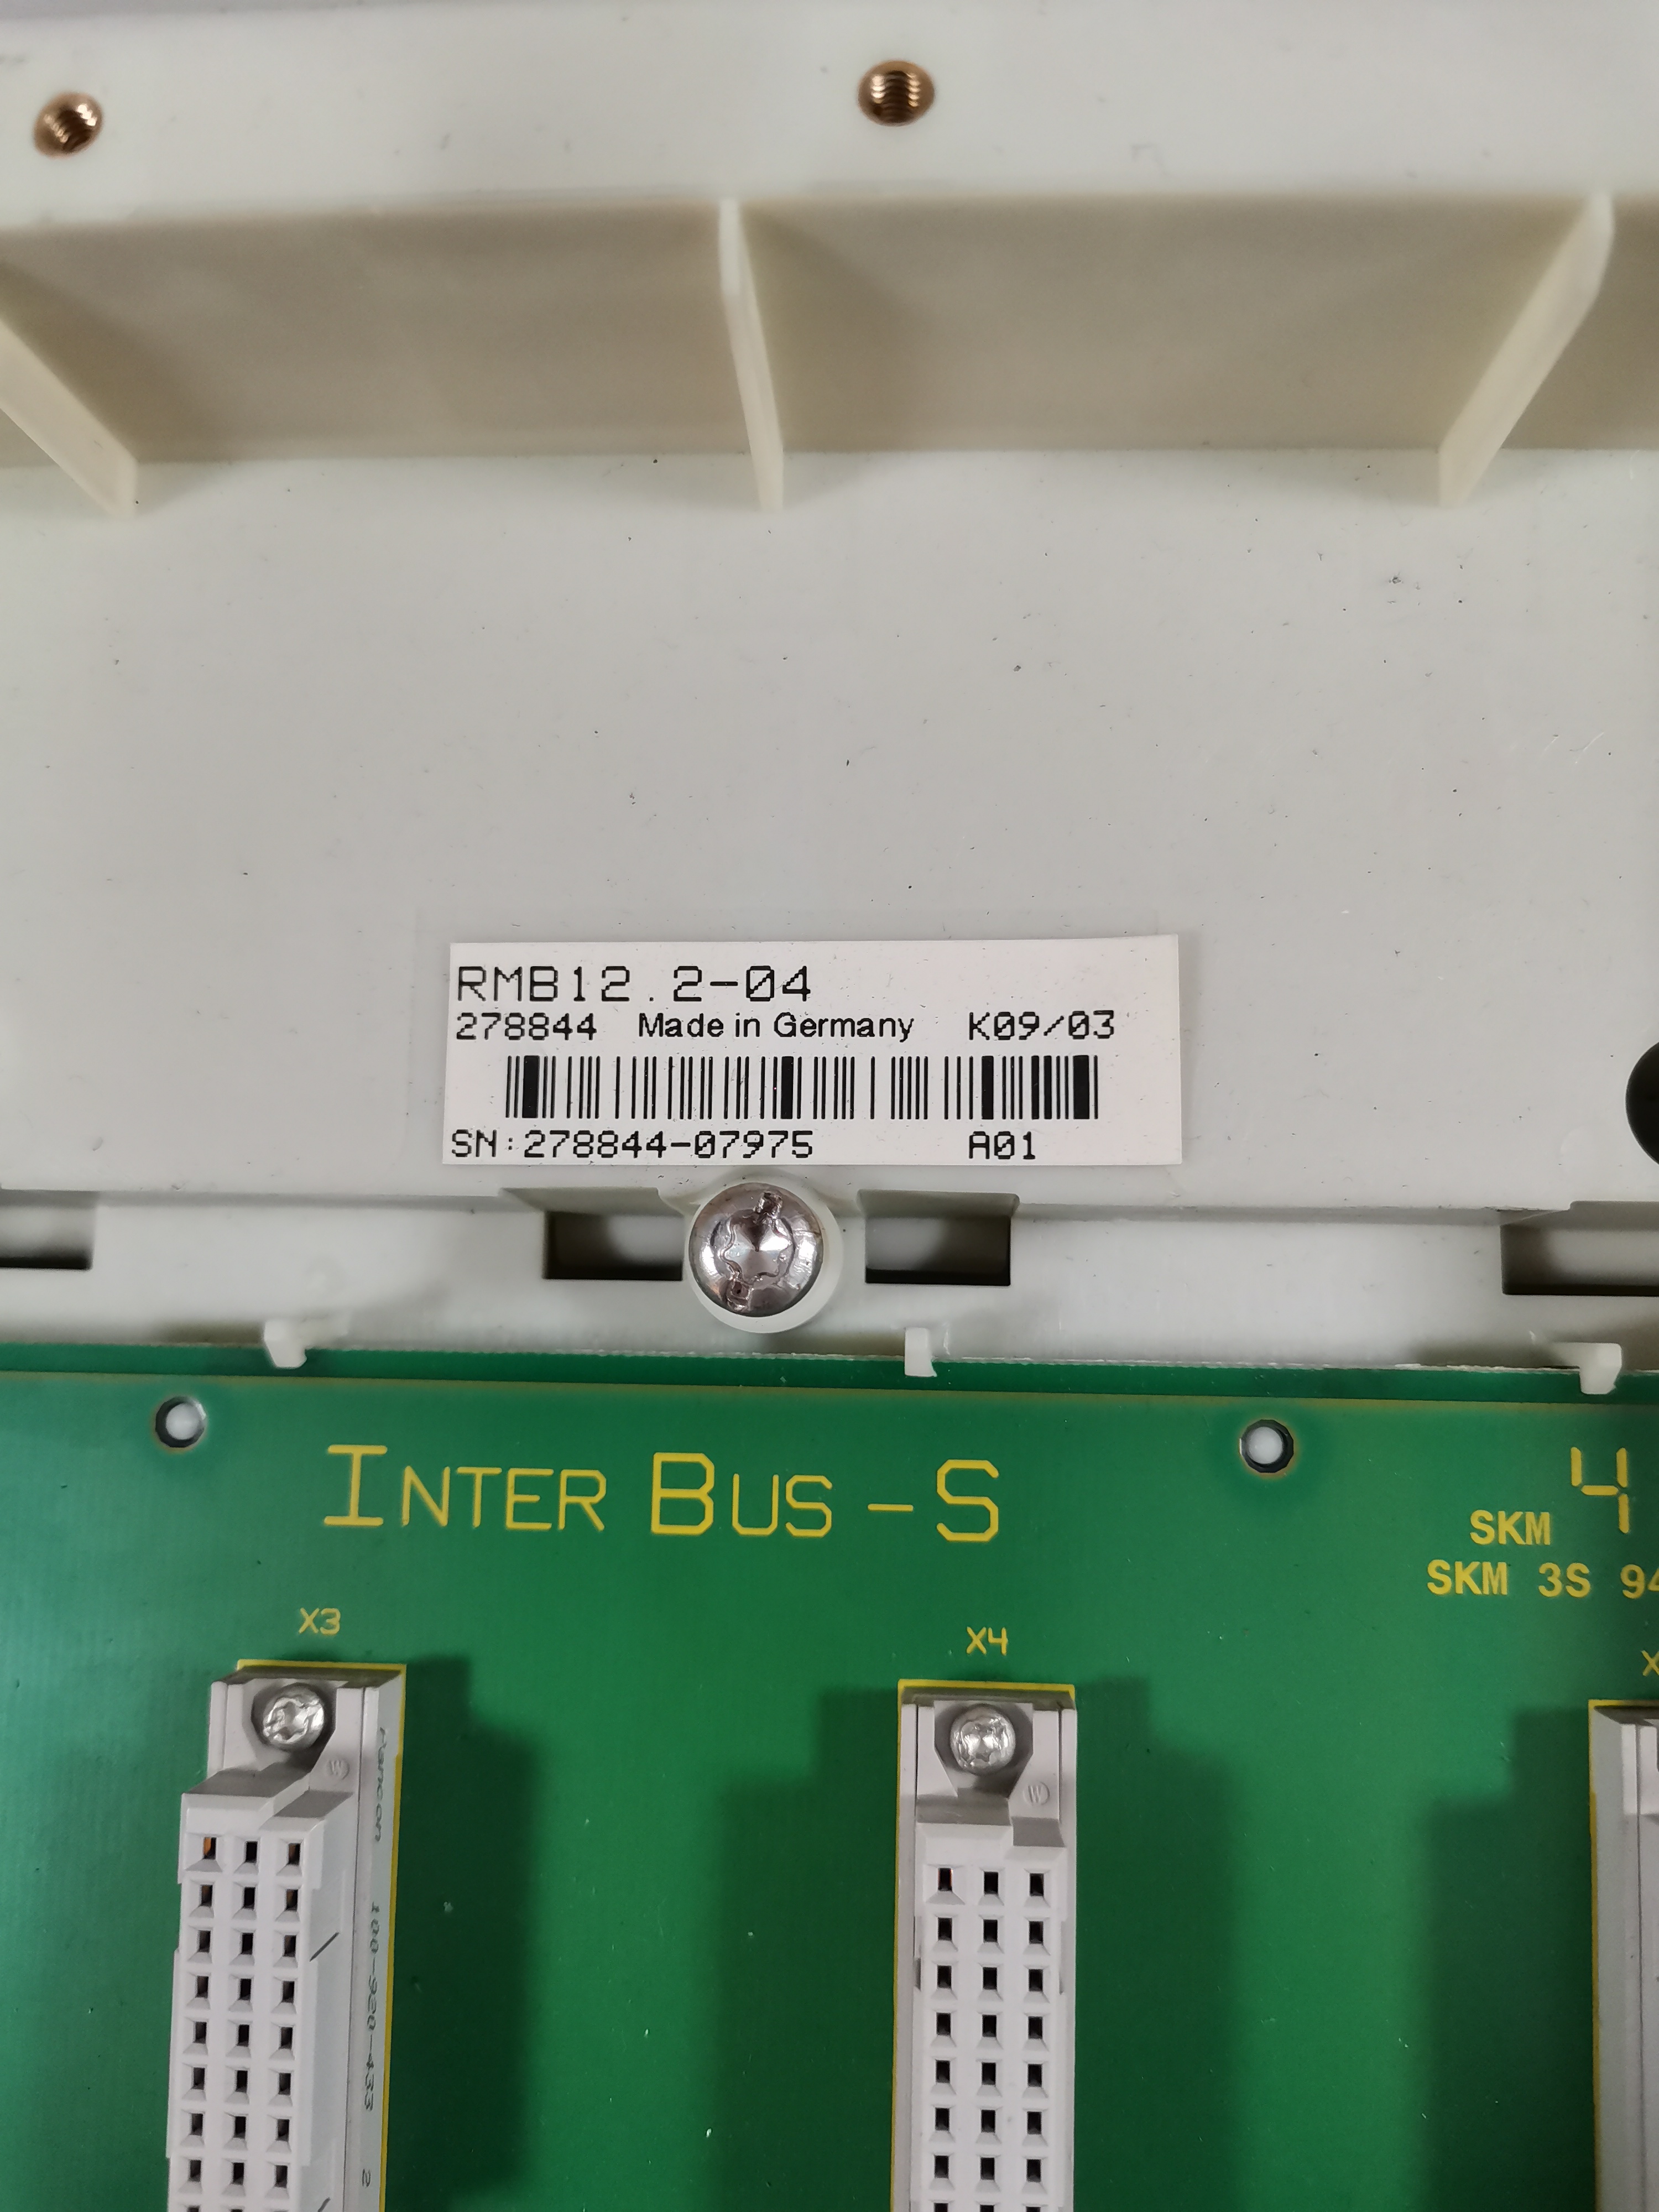 RMB12.2-04
278844 Made in Germany K09/03
SN:278844-07975 A01
INTER BUS-S
4
SKM
SKM 3S 94
X3
X4
X
W
W